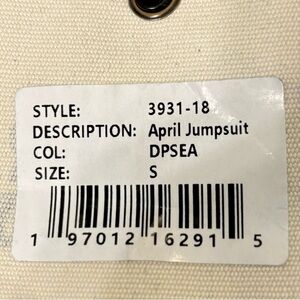 STYLE: 3931-18
DESCRIPTION: April Jumpsuit
COL: DPSEA
SIZE: S
1 97012 16291 5